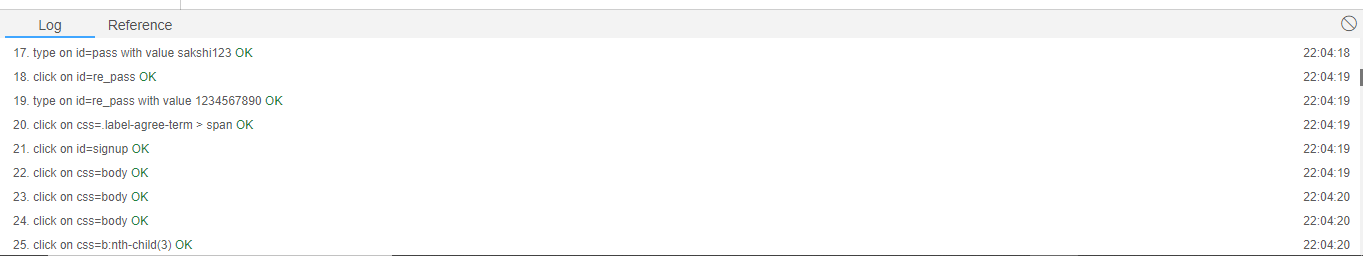 Log Reference
17. type on id=pass with value sakshi123 OK 22:04:18
18. click on id=re_pass OK 22:04:19
19. type on id=re_pass with value 1234567890 OK 22:04:19
20. click on css=.label-agree-term > span OK 22:04:19
21. click on id=signup OK 22:04:19
22. click on css=body OK 22:04:19
23. click on css=body OK 22:04:20
24. click on css=body OK 22:04:20
25. click on css=b:nth-child(3) OK 22:04:20